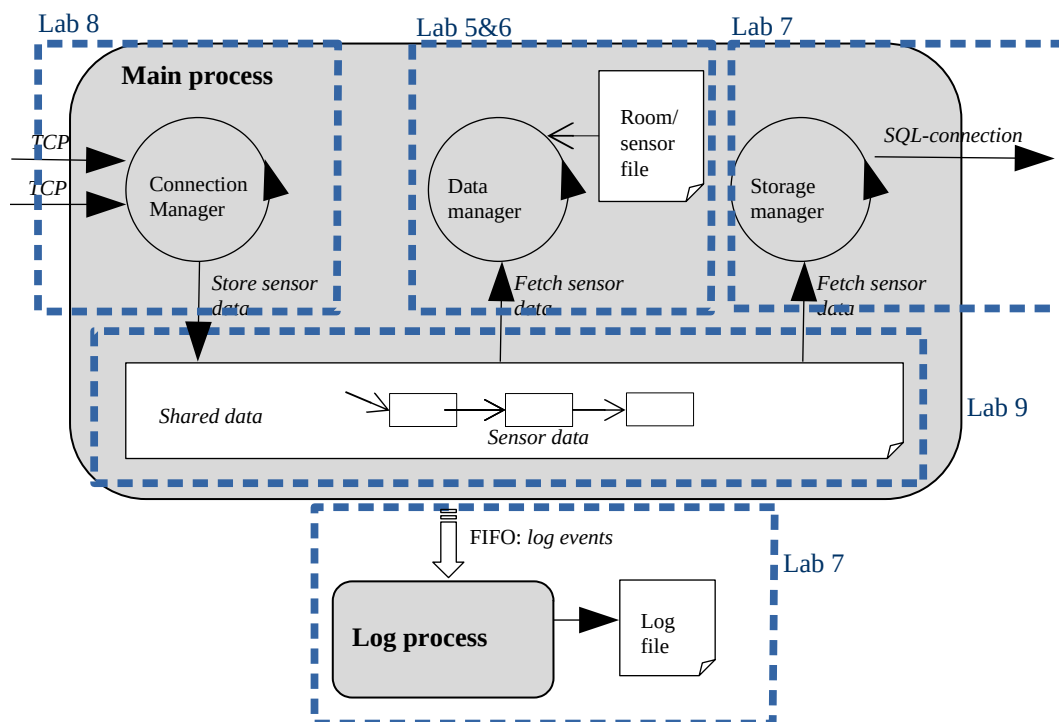 Lab 8
Lab 5&6
Lab 7
Main process
TCP
TCP
Connection
Manager
Data
manager
Room/
sensor
file
Storage
manager
SQL-connection
Store sensor
data
Fetch sensor
data
Fetch sensor
data
Shared data
Sensor data
Lab 9
FIFO: log events
Lab 7
Log process
Log
file